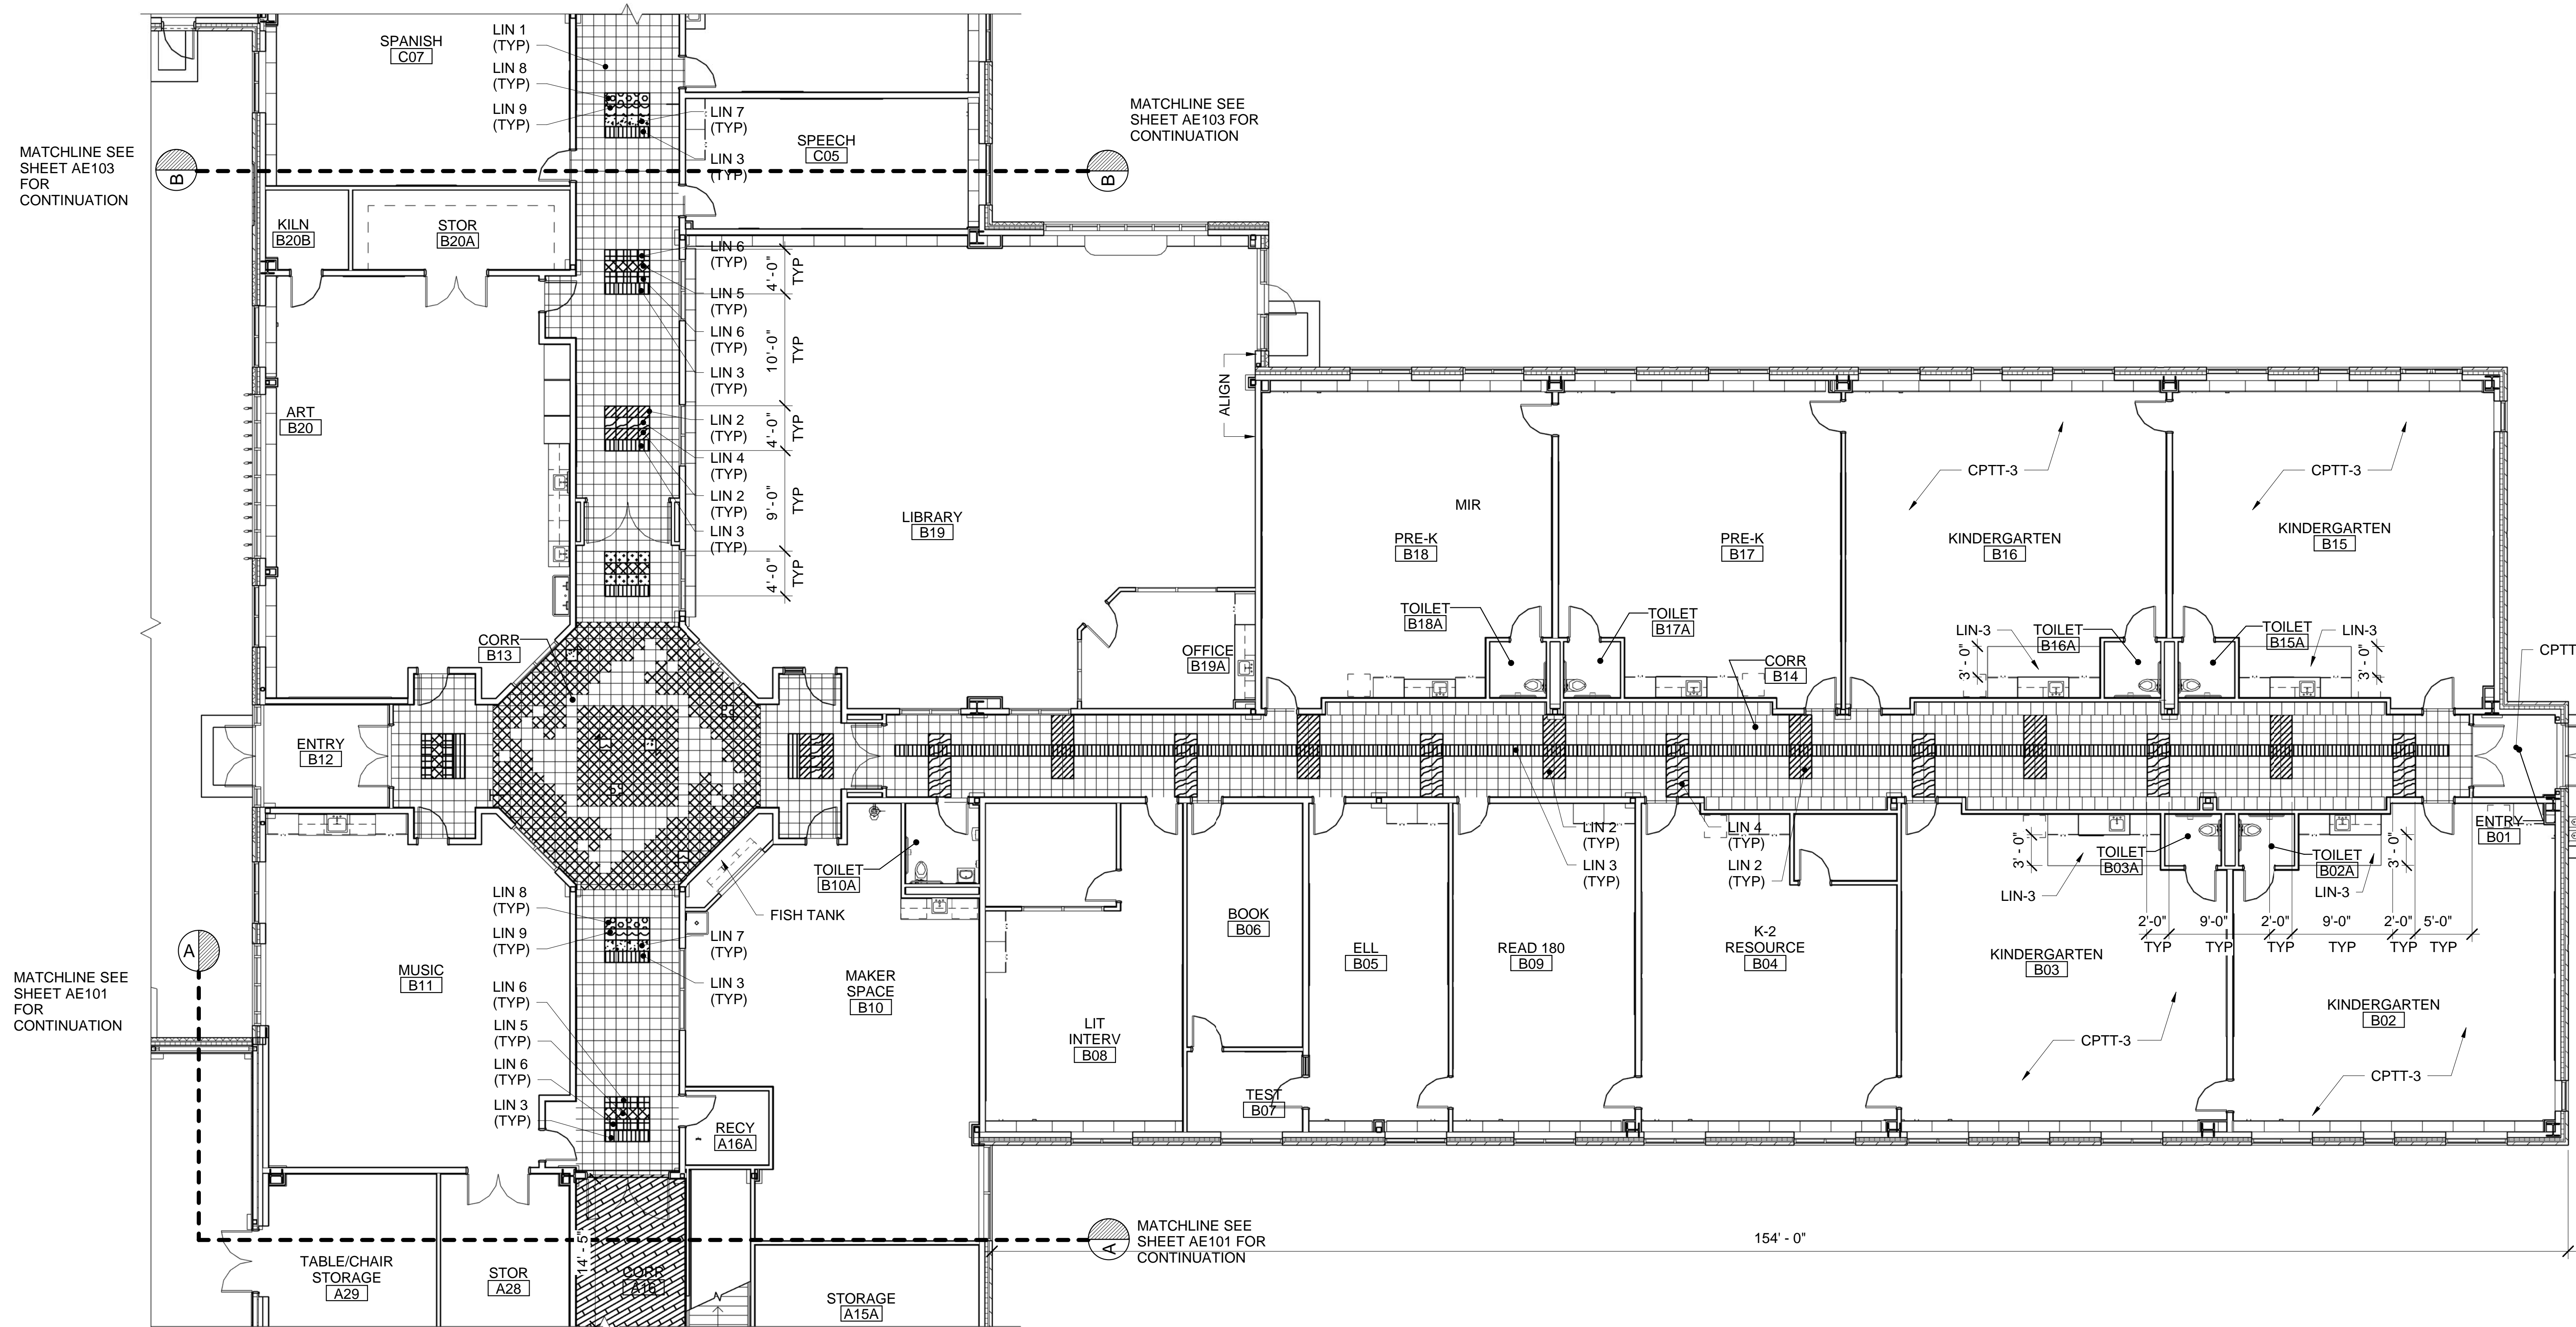 SPANISH
C07
LIN 1
(TYP)
LIN 8
(TYP)
LIN 9
(TYP)
LIN 7
(TYP)
LIN 3
(TYP)
SPEECH
C05
MATCHLINE SEE
SHEET AE103 FOR
CONTINUATION
B
MATCHLINE SEE
SHEET AE103
FOR
CONTINUATION
B
KILN
B20B
STOR
B20A
LIN 6
(TYP)
LIN 5
(TYP)
LIN 6
(TYP)
LIN 3
(TYP)
LIN 2
(TYP)
LIN 4
(TYP)
LIN 2
(TYP)
LIN 3
(TYP)
4'-0"
TYP
10'-0"
TYP
4'-0"
TYP
9'-0"
TYP
4'-0"
TYP
ART
B20
LIBRARY
B19
ALIGN
MIR
PRE-K
B18
PRE-K
B17
CPTT-3
KINDERGARTEN
B16
CPTT-3
KINDERGARTEN
B15
CORR
B13
OFFICE
B19A
TOILET
B18A
TOILET
B17A
LIN-3
TOILET
B16A
TOILET
B15A
LIN-3
3' - 0"
3' - 0"
CORR
B14
CPTT
ENTRY
B12
TOILET
B10A
FISH TANK
LIN 2
(TYP)
LIN 3
(TYP)
LIN 4
(TYP)
LIN 2
(TYP)
3' - 0"
TOILET
B03A
LIN-3
TOILET
B02A
LIN-3
3' - 0"
ENTRY
B01
LIN 8
(TYP)
LIN 9
(TYP)
LIN 7
(TYP)
LIN 3
(TYP)
LIN 6
(TYP)
LIN 5
(TYP)
LIN 6
(TYP)
LIN 3
(TYP)
2'-0"
TYP
9'-0"
TYP
2'-0"
TYP
9'-0"
TYP
2'-0"
TYP
5'-0"
TYP
A
MATCHLINE SEE
SHEET AE101
FOR
CONTINUATION
MUSIC
B11
MAKER
SPACE
B10
LIT
INTERV
B08
BOOK
B06
TEST
B07
ELL
B05
READ 180
B09
K-2
RESOURCE
B04
KINDERGARTEN
B03
CPTT-3
KINDERGARTEN
B02
CPTT-3
RECY
A16A
A
MATCHLINE SEE
SHEET AE101 FOR
CONTINUATION
154' - 0"
14' - 5"
TABLE/CHAIR
STORAGE
A29
STOR
A28
CORR
A16
STORAGE
A15A